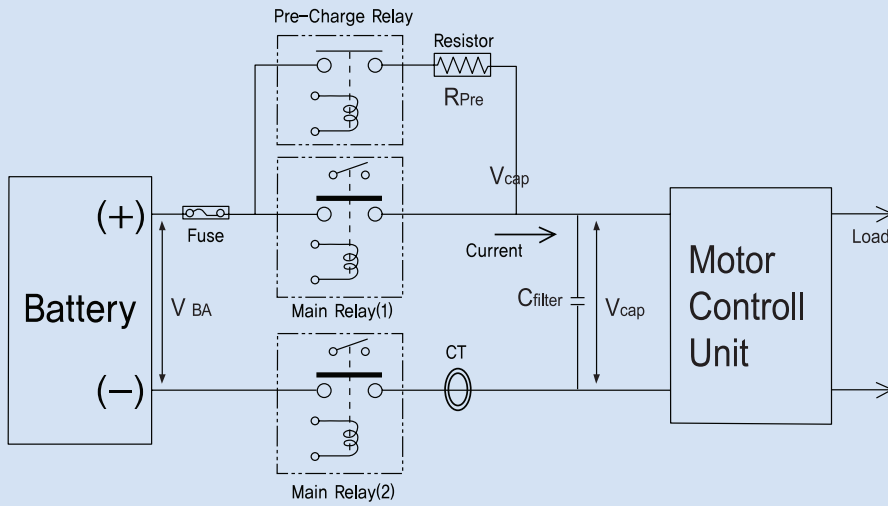 Pre-Charge Relay
Resistor
RPre
Vcap
(+)
Fuse
Current
Load
Battery
V BA
Main Relay(1)
Cfilter
Vcap
Motor
Controll
Unit
(-)
CT
Main Relay(2)